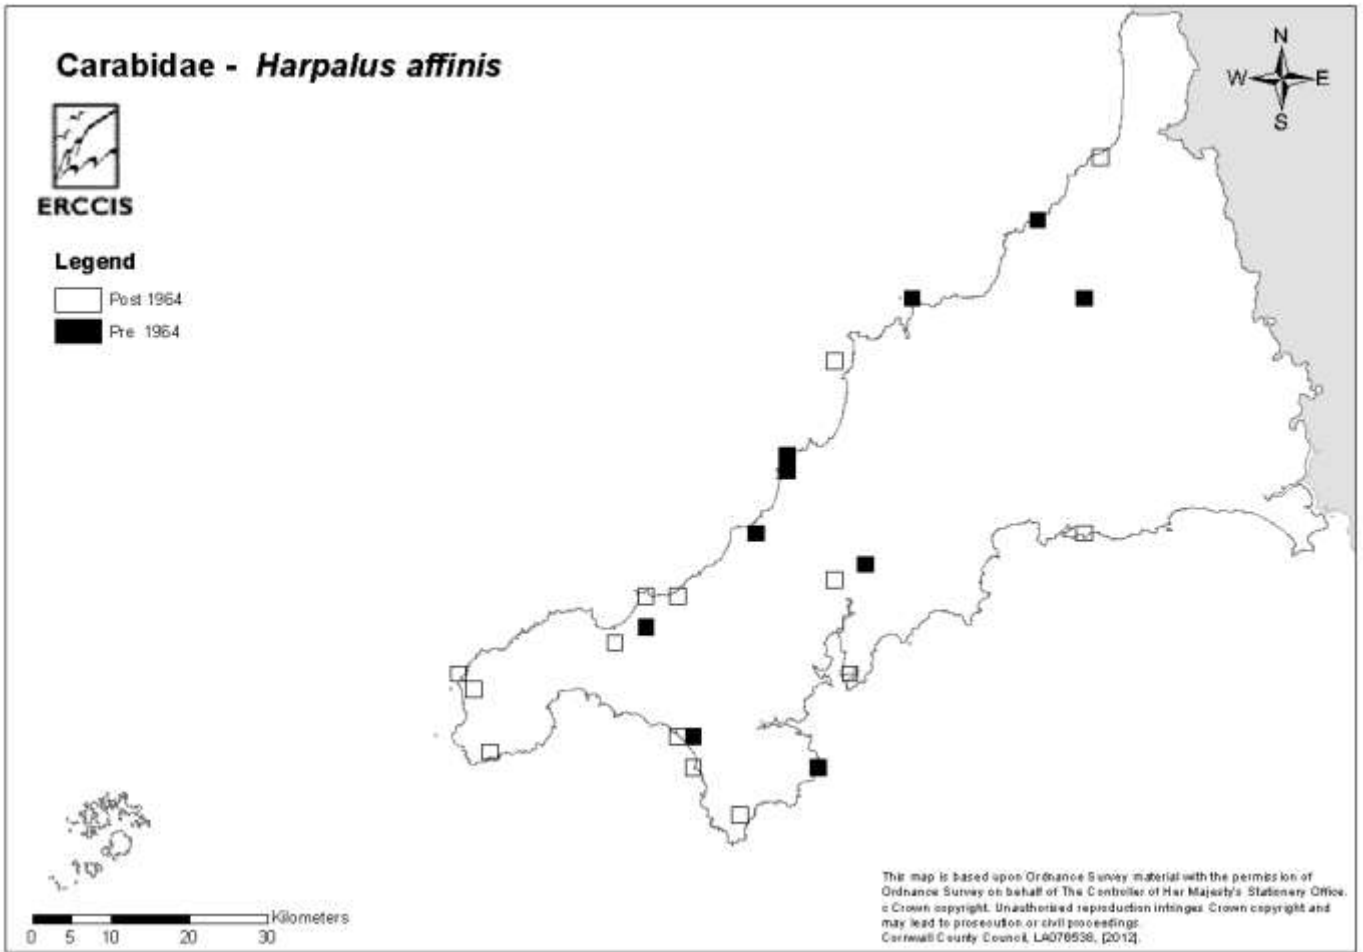 Carabidae - Harpalus affinis
N
W E
S
ERCCIS
Legend
Post 1964
Pre 1964
Kilometers
0 5 10 20 30
This map is based upon Ordnance Survey material with the permission of
Ordnance Survey on behalf of The Controller of Her Majesty's Stationery Office.
c Crown copyright. Unauthorised reproduction infringes Crown copyright and
may lead to prosecution or civil proceedings.
Cornwall County Council, LA076538, [2012].